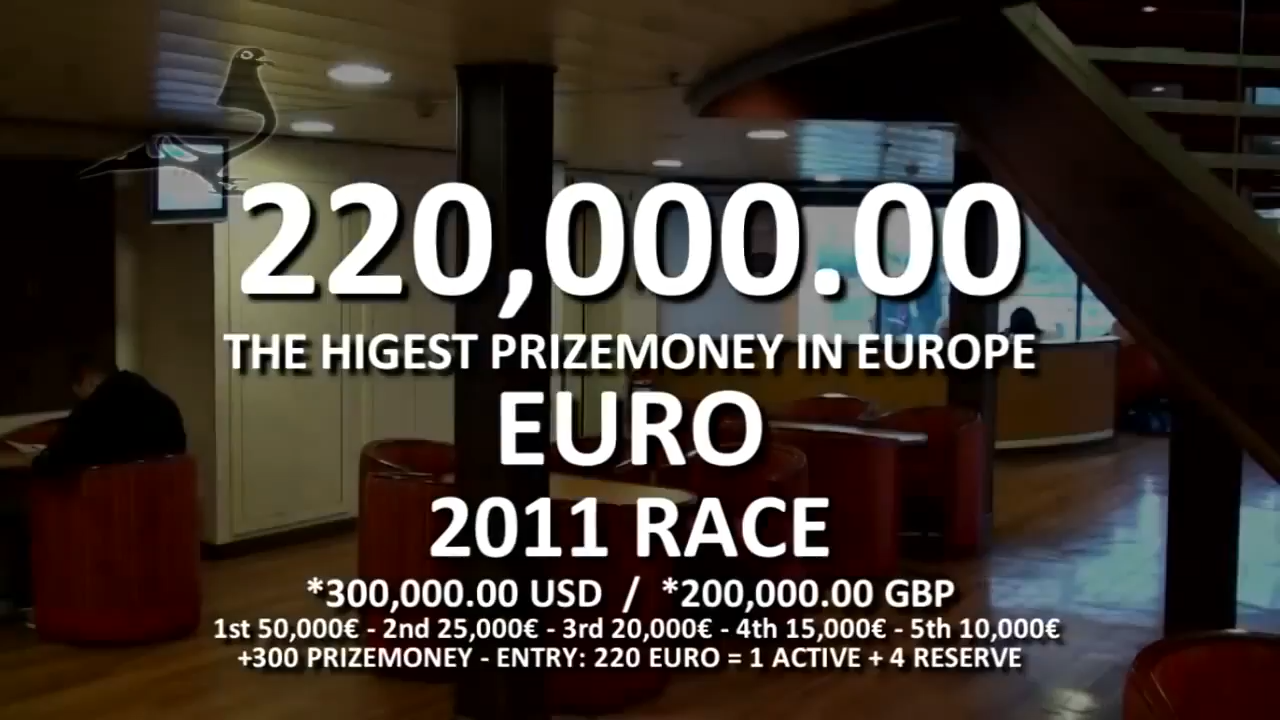 220,000.00
THE HIGEST PRIZEMONEY IN EUROPE
EURO
2011 RACE
*300,000.00 USD / *200,000.00 GBP
1st 50,000€ - 2nd 25,000€ - 3rd 20,000€ - 4th 15,000€ - 5th 10,000€
+300 PRIZEMONEY - ENTRY: 220 EURO = 1 ACTIVE + 4 RESERVE